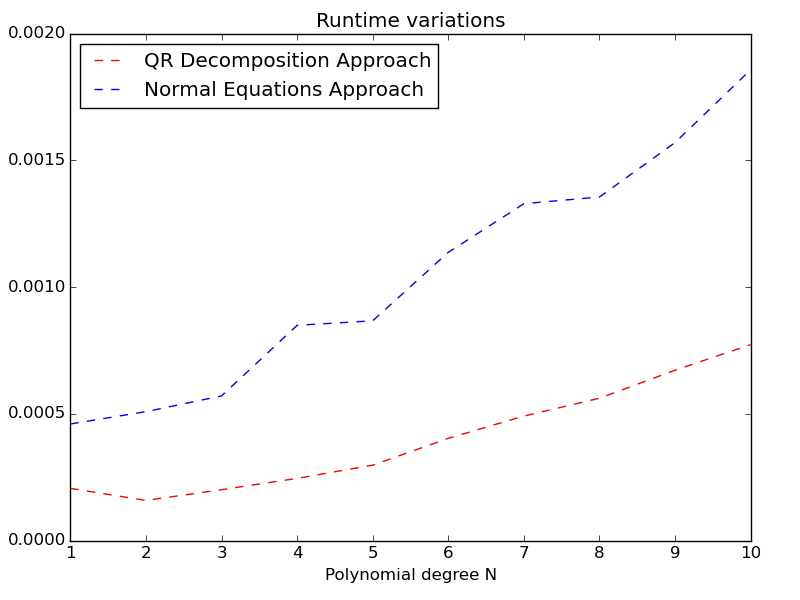 Runtime variations
QR Decomposition Approach
Normal Equations Approach
0.0020
0.0015
0.0010
0.0005
0.0000
1 2 3 4 5 6 7 8 9 10
Polynomial degree N